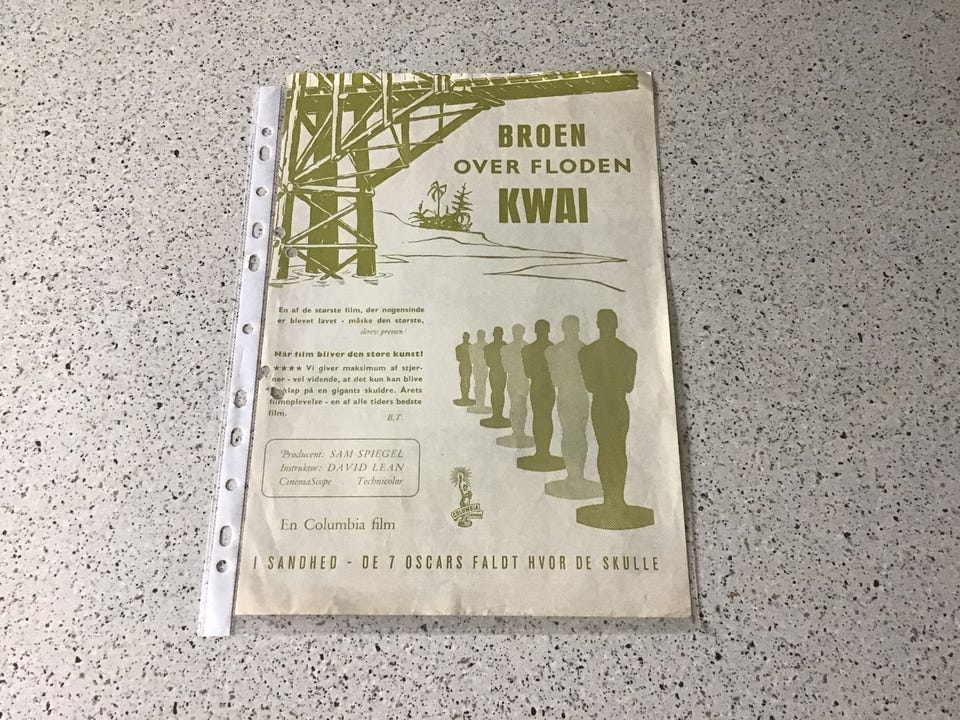 BROEN
OVER FLODEN
KWAI
En af de største film, der nogensinde
er blevet lavet - måske den største,
skrev pressen!
Når film bliver den store kunst!
★★★★ Vi giver maksimum af stjer-
ner - vel vidende, at det kun kan blive
klap på en gigants skuldre. Årets
filmoplevelse - en af alle tiders bedste
film.
B.T.
Producent: SAM SPIEGEL
Instruktør: DAVID LEAN
CinemaScope Technicolor
En Columbia film
COLUMBIA
I SANDHED - DE 7 OSCARS FALDT HVOR DE SKULLE